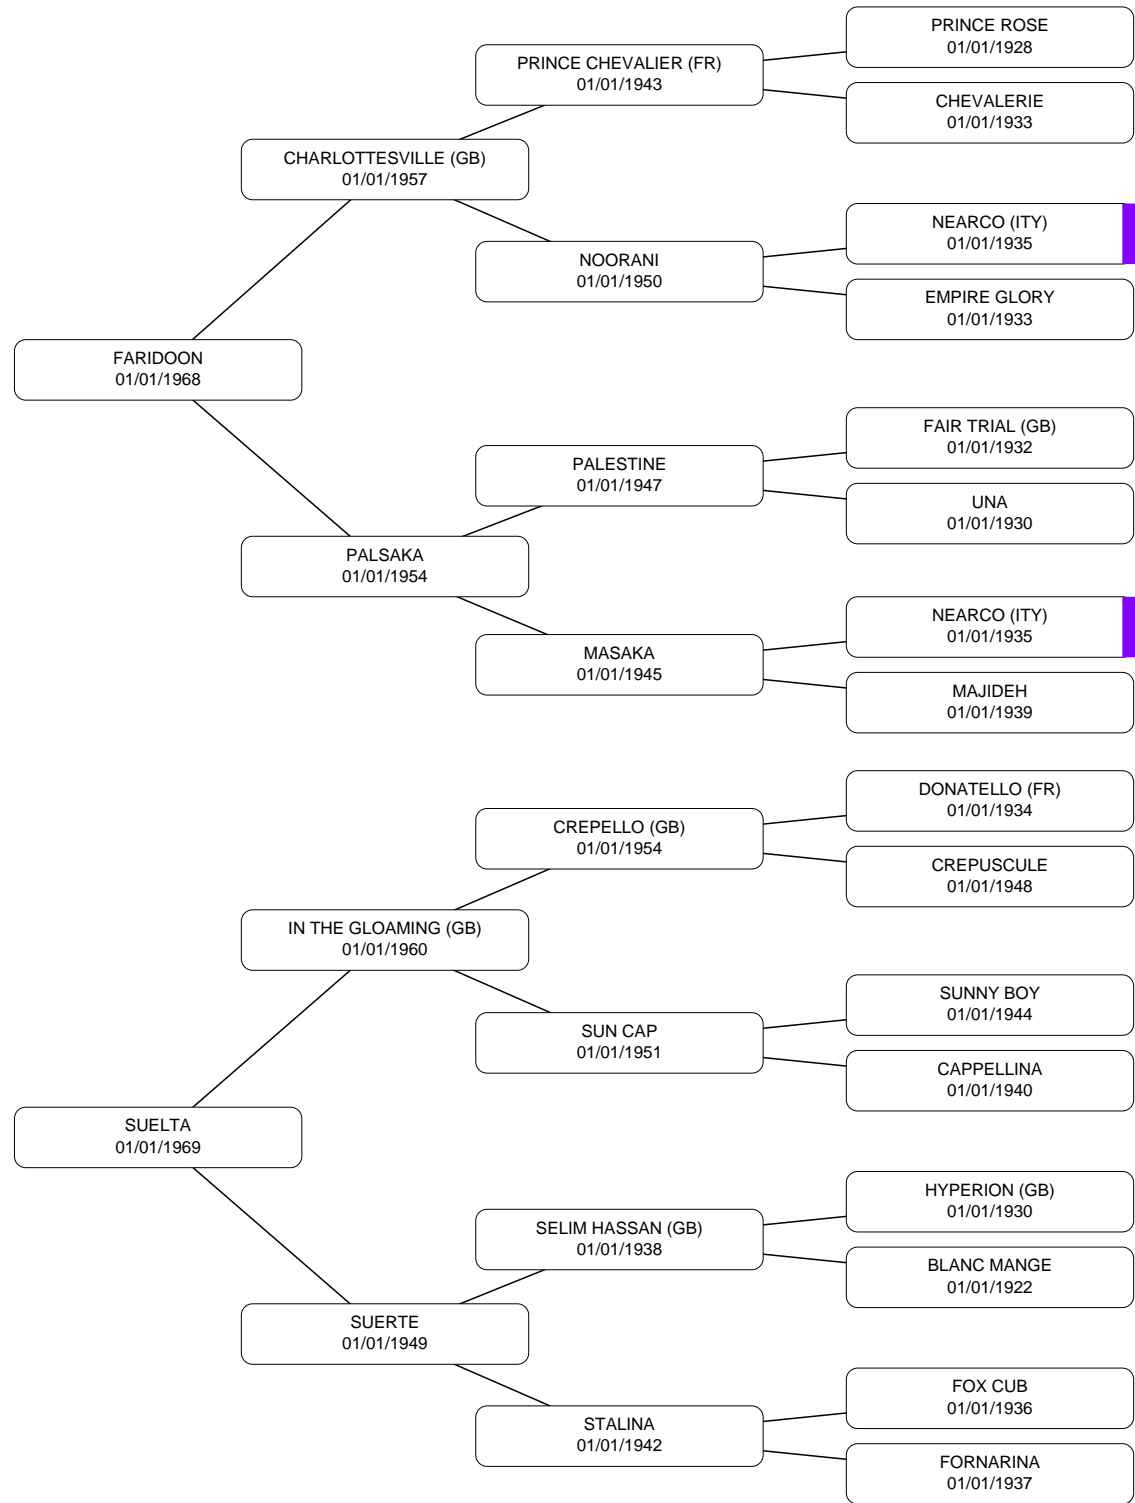 PRINCE ROSE
01/01/1928
PRINCE CHEVALIER (FR)
01/01/1943
CHEVALERIE
01/01/1933
CHARLOTTESVILLE (GB)
01/01/1957
NEARCO (ITY)
01/01/1935
NOORANI
01/01/1950
EMPIRE GLORY
01/01/1933
FARIDOON
01/01/1968
FAIR TRIAL (GB)
01/01/1932
PALESTINE
01/01/1947
UNA
01/01/1930
PALSAKA
01/01/1954
NEARCO (ITY)
01/01/1935
MASAKA
01/01/1945
MAJIDEH
01/01/1939
DONATELLO (FR)
01/01/1934
CREPELLO (GB)
01/01/1954
CREPUSCULE
01/01/1948
IN THE GLOAMING (GB)
01/01/1960
SUNNY BOY
01/01/1944
SUN CAP
01/01/1951
CAPPELLINA
01/01/1940
SUELTA
01/01/1969
HYPERION (GB)
01/01/1930
SELIM HASSAN (GB)
01/01/1938
BLANC MANGE
01/01/1922
SUERTE
01/01/1949
FOX CUB
01/01/1936
STALINA
01/01/1942
FORNARINA
01/01/1937